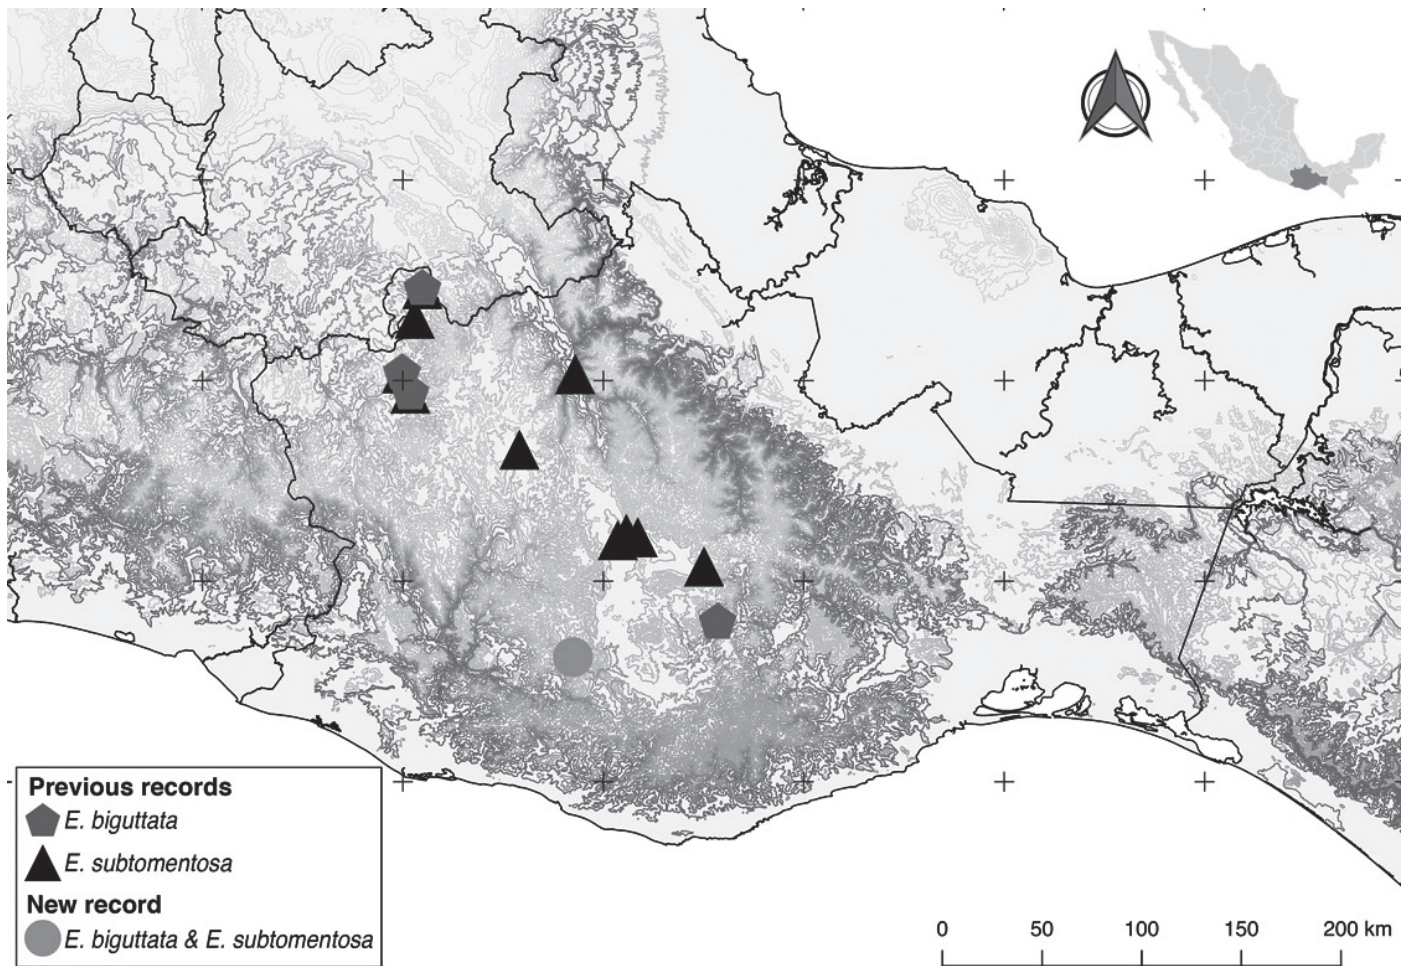 Previous records
E. biguttata
E. subtomentosa
New record
E. biguttata & E. subtomentosa
0 50 100 150 200 km